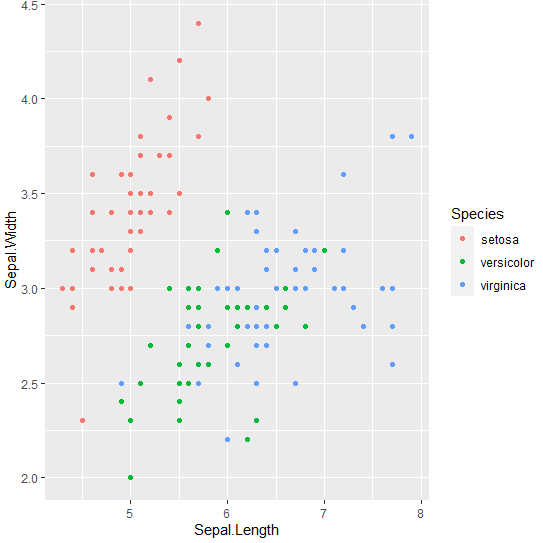 4.5
4.0
3.5
3.0
2.5
2.0
Sepal.Width
5 6 7 8
Sepal.Length
Species
setosa
versicolor
virginica